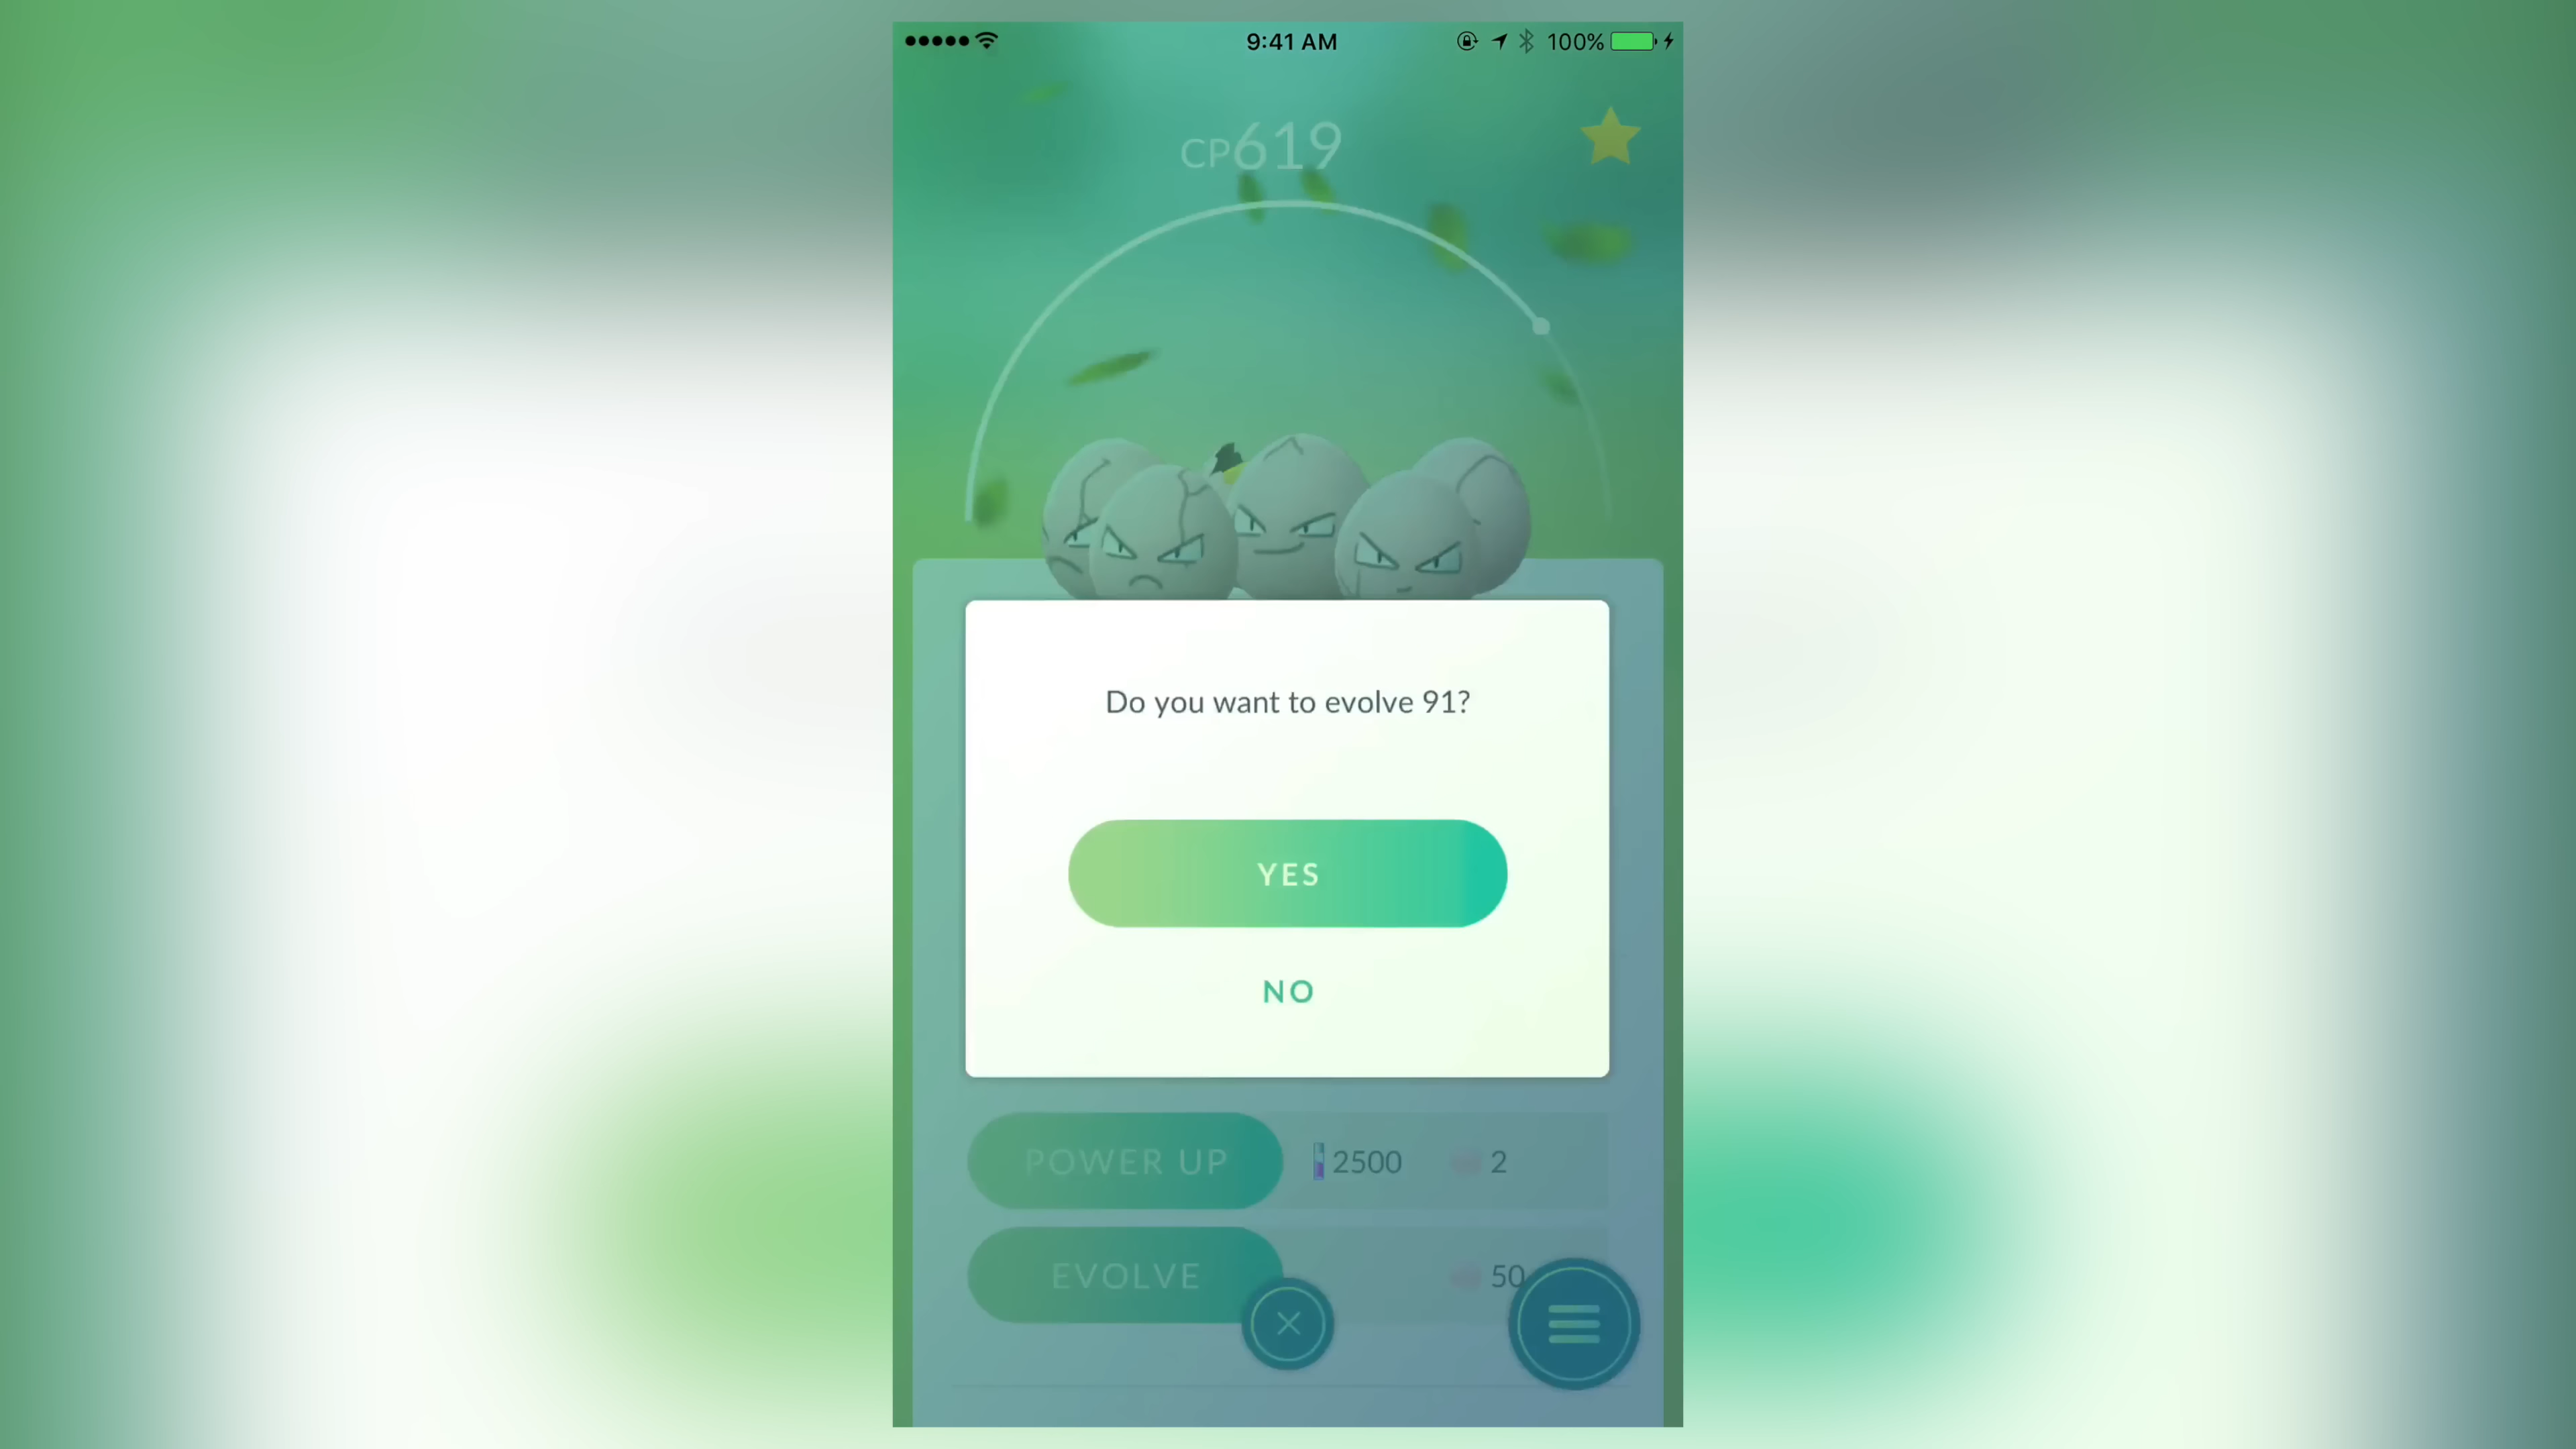 9:41 AM 100%
CP619
Do you want to evolve 91?
YES
NO
POWER UP 2500 2
EVOLVE 50